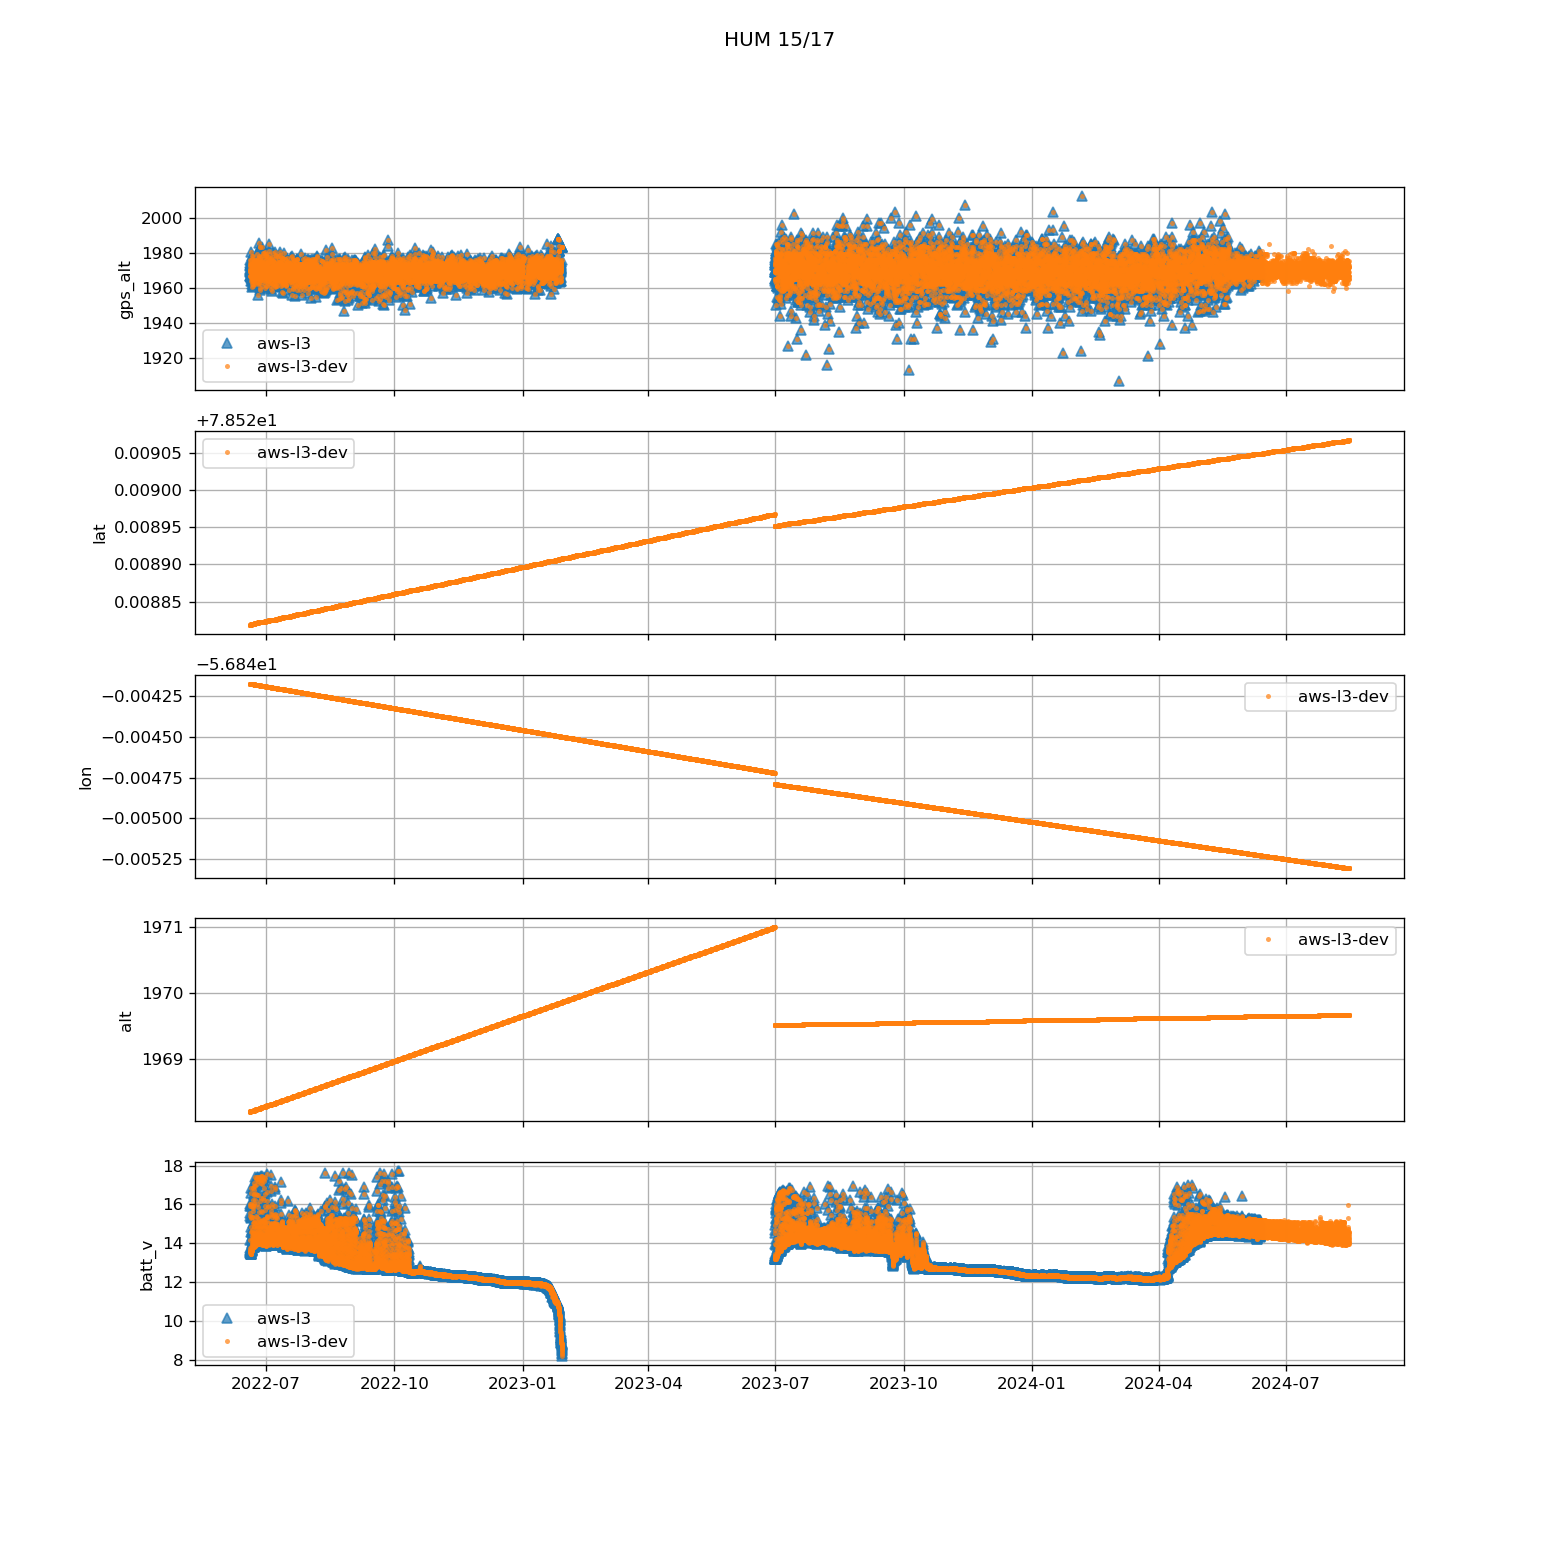 HUM 15/17
2000
1980
1960
1940
1920
gps_alt
aws-l3
aws-l3-dev
+7.852e1
0.00905
0.00900
0.00895
0.00890
0.00885
lat
aws-l3-dev
−5.684e1
−0.00425
−0.00450
−0.00475
−0.00500
−0.00525
lon
aws-l3-dev
1971
1970
1969
alt
aws-l3-dev
18
16
14
12
10
8
batt_v
aws-l3
aws-l3-dev
2022-07 2022-10 2023-01 2023-04 2023-07 2023-10 2024-01 2024-04 2024-07